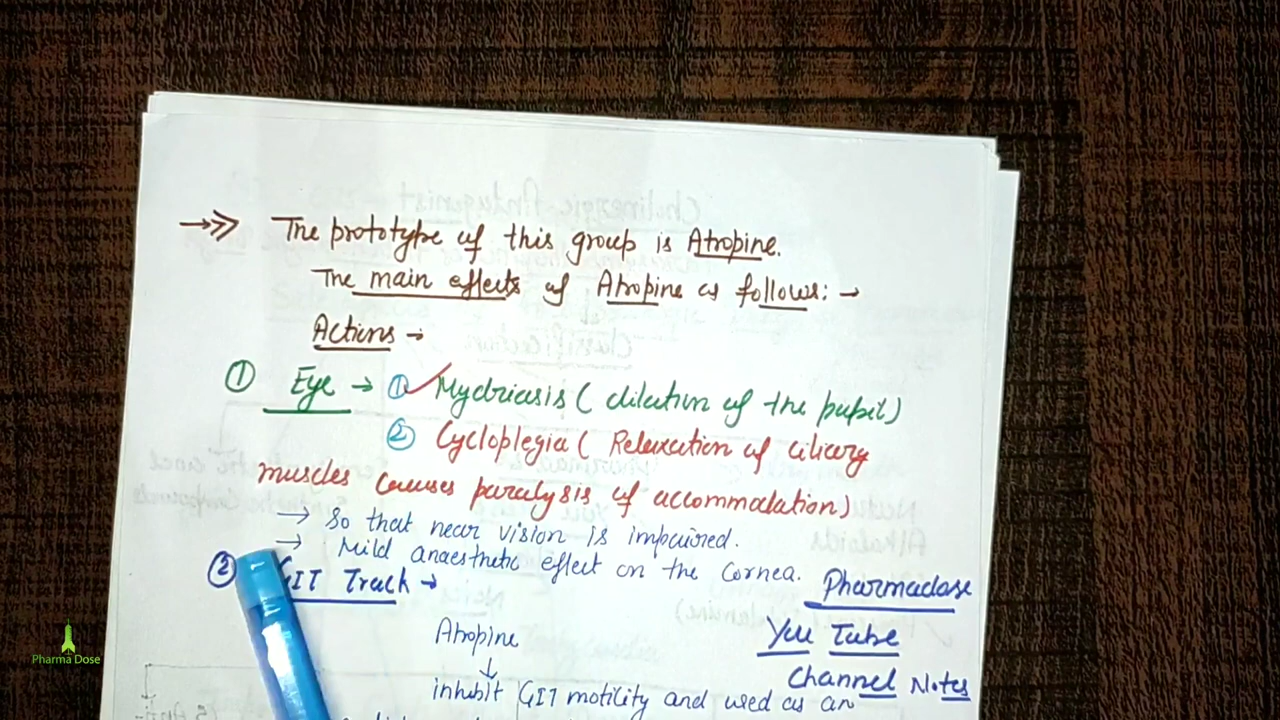 The prototype of this group is Atropine.
The main effects of Atropine as follows: →
Actions →
① Eye → ① Mydriasis ( dilution of the pupil)
② Cycloplegia ( Relaxation of ciliary
muscles causes paralysis of accommodation)
→ So that near vision is impaired.
→ Mild anaesthetic effect on the Cornea.
② GIT Track →
Pharmadose
You Tube
Channel Notes
Atropine
↓
inhibit GIT motility and used as an
Pharma Dose